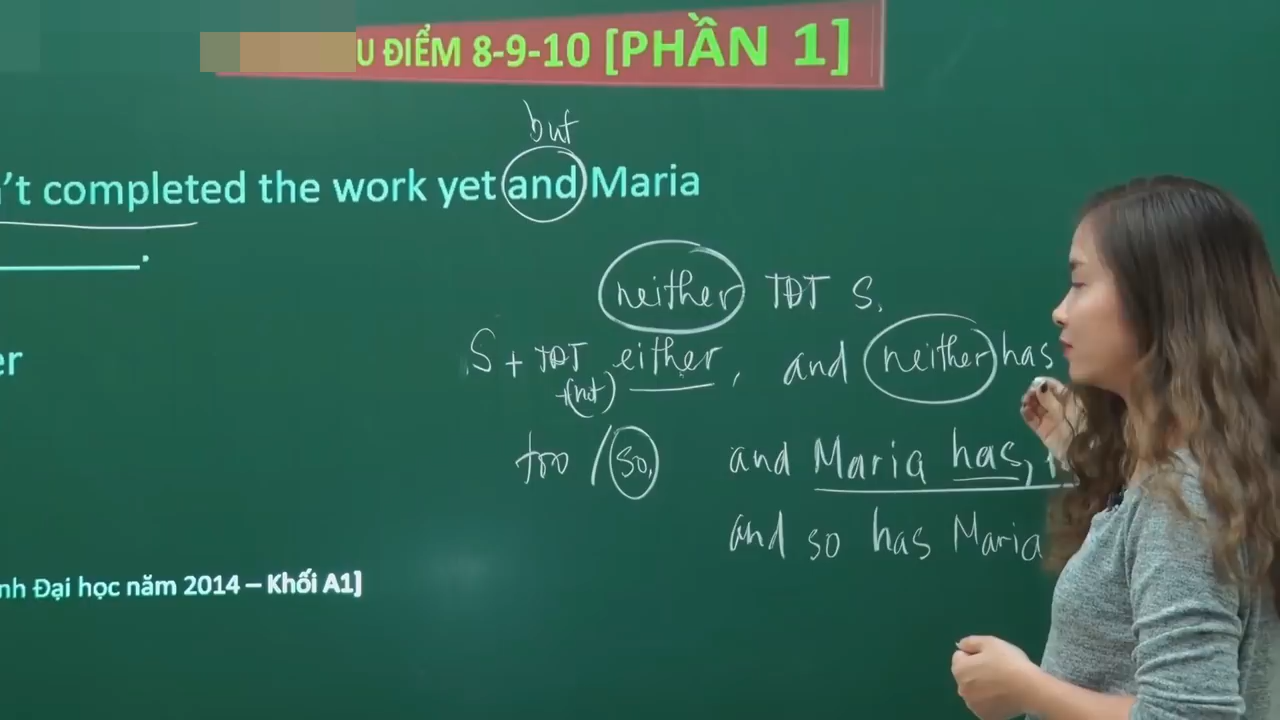 U ĐIỂM 8-9-10 [PHẦN 1]
but
't completed the work yet and Maria
.
neither TĐT S.
S + TĐT either, and neither has
+(not)
er
too / so, and Maria has,
and so has Maria
nh Đại học năm 2014 – Khối A1]